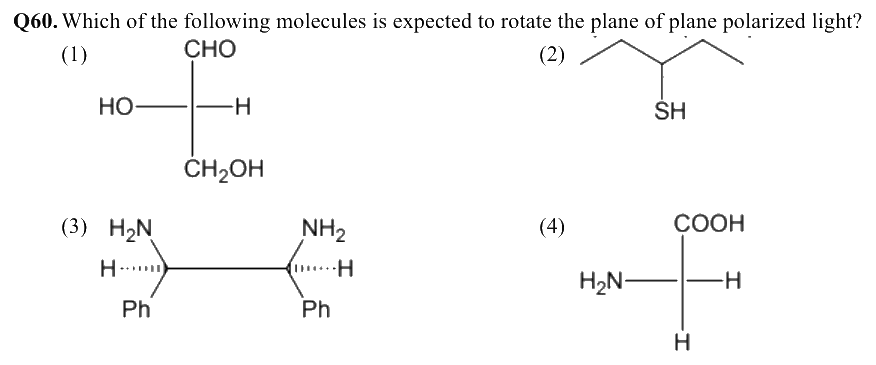 Q60. Which of the following molecules is expected to rotate the plane of plane polarized light?
(1) CHO (2)
HO H SH
CH₂OH
(3) H₂N NH₂ (4) COOH
H H H₂N H
Ph Ph
H